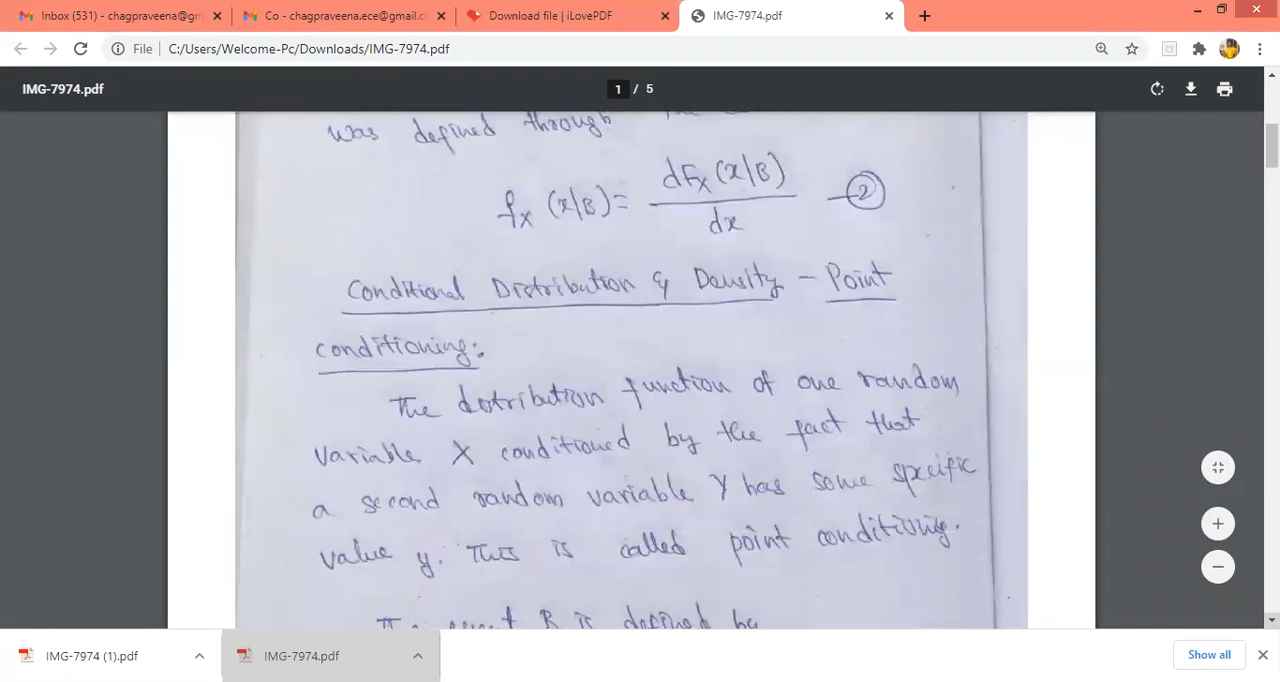 Inbox (531) - chagpraveena@gm
Co - chagpraveena.ece@gmail.c
Download file | iLovePDF
IMG-7974.pdf
File
C:/Users/Welcome-Pc/Downloads/IMG-7974.pdf
IMG-7974.pdf
1 / 5
was defined through
fx (x/B) = dFx (x/B) / dx — ②
Conditional Distribution & Density - Point
conditioning:
The distribution function of one random
variable X conditioned by the fact that
a second random variable Y has some specific
value y. This is called point conditioning.
B is defined by
IMG-7974 (1).pdf
IMG-7974.pdf
Show all